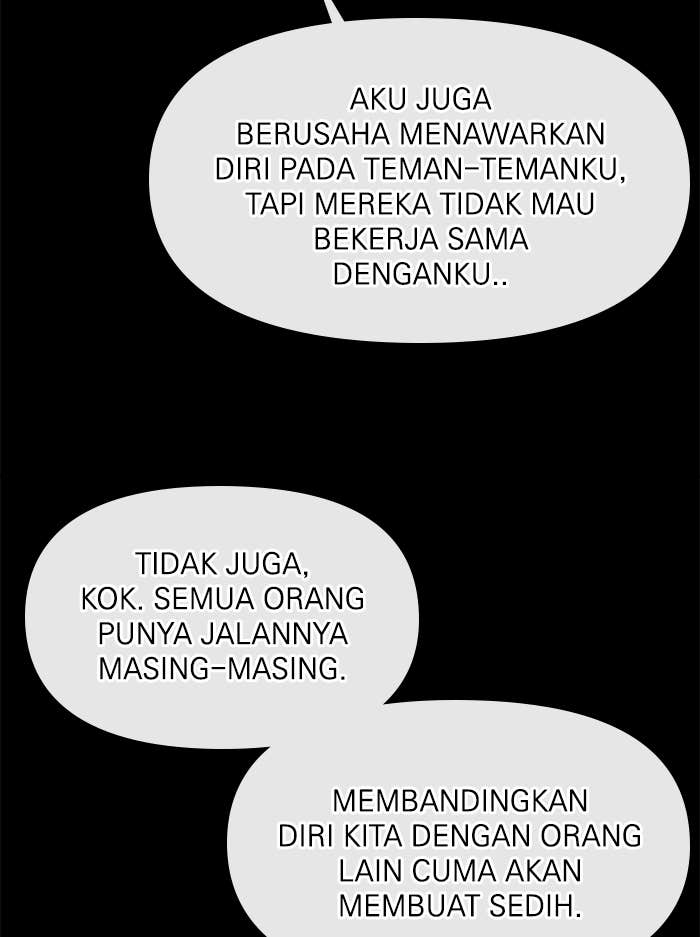 AKU JUGA
BERUSAHA MENAWARKAN
DIRI PADA TEMAN-TEMANKU,
TAPI MEREKA TIDAK MAU
BEKERJA SAMA
DENGANKU..
TIDAK JUGA,
KOK. SEMUA ORANG
PUNYA JALANNYA
MASING-MASING.
MEMBANDINGKAN
DIRI KITA DENGAN ORANG
LAIN CUMA AKAN
MEMBUAT SEDIH.